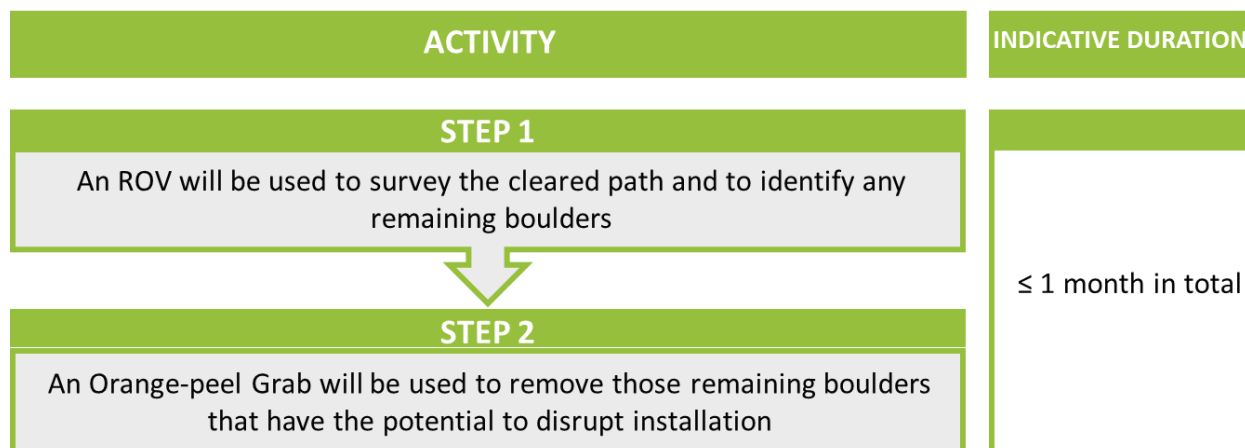 ACTIVITY
INDICATIVE DURATION
STEP 1
An ROV will be used to survey the cleared path and to identify any
remaining boulders
≤ 1 month in total
STEP 2
An Orange-peel Grab will be used to remove those remaining boulders
that have the potential to disrupt installation